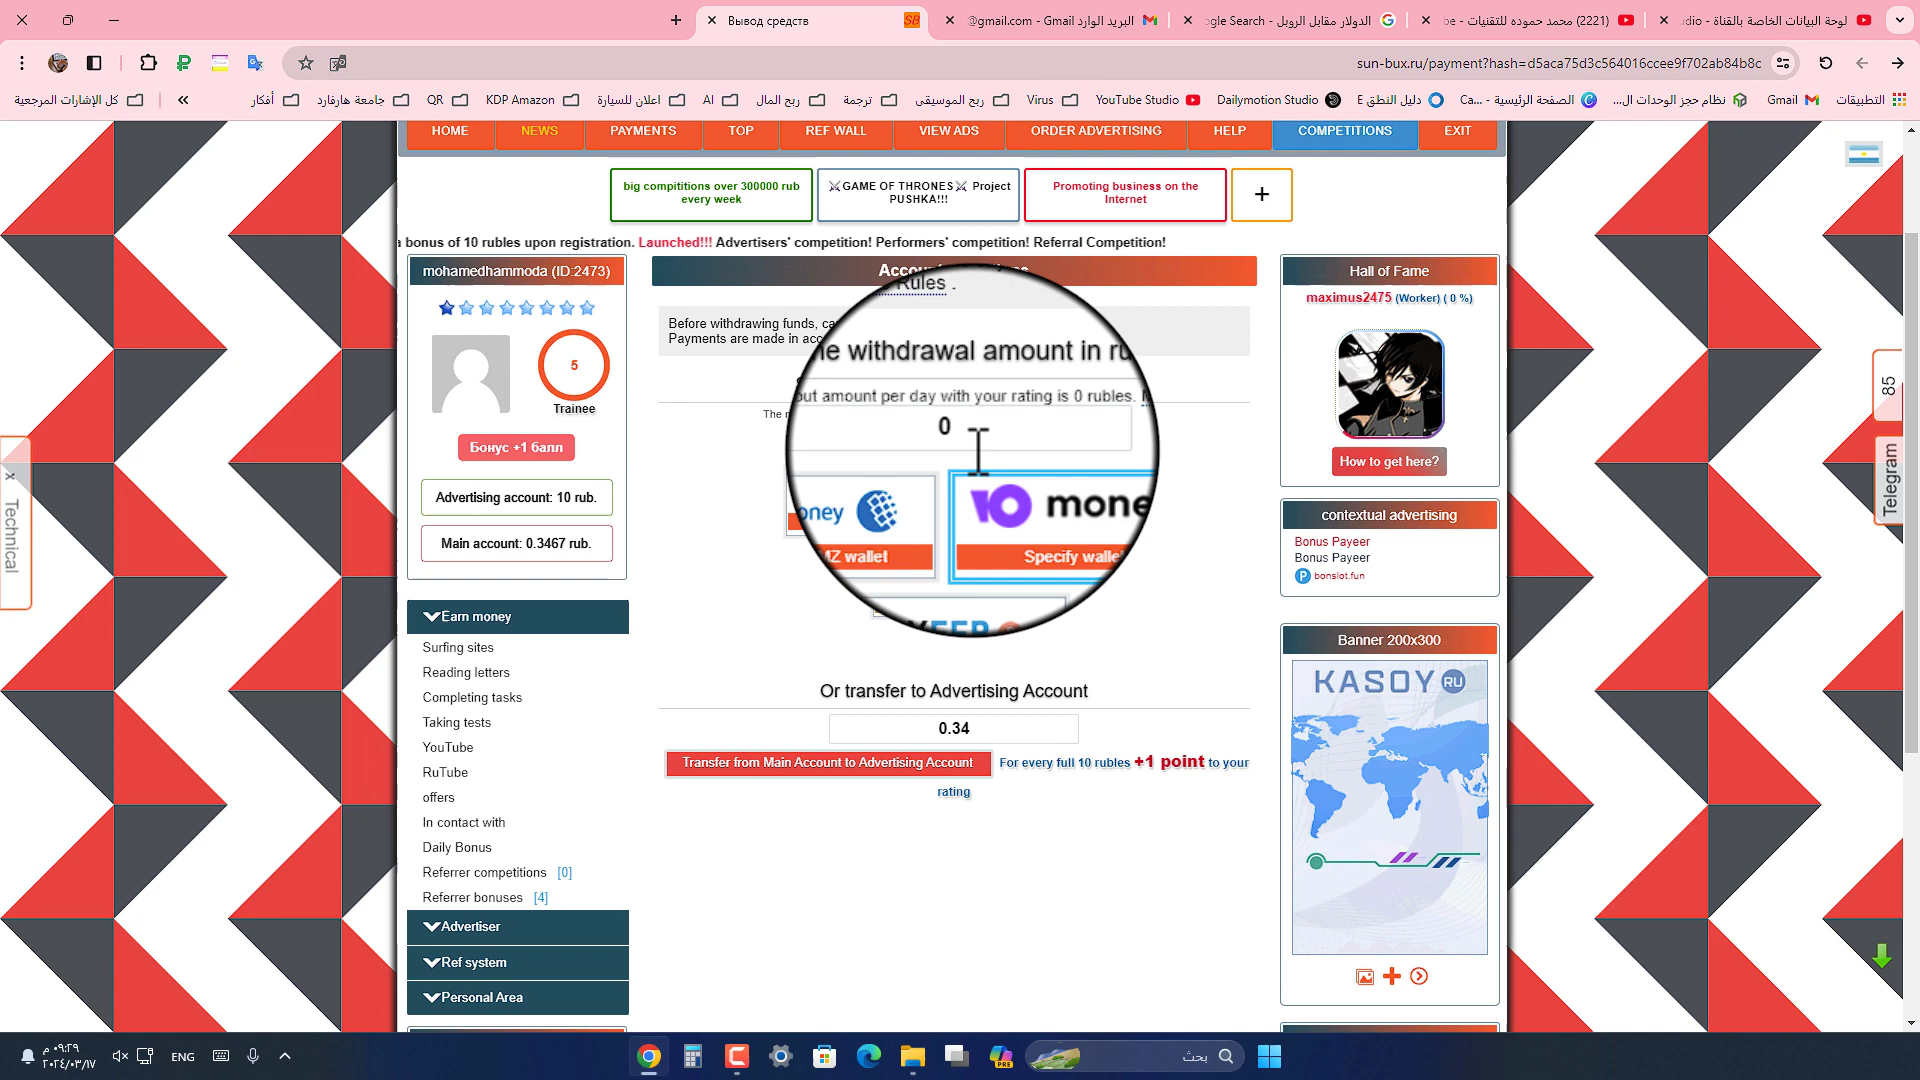 Вывод средств
@gmail.com - Gmail البريد الوارد
ogle Search - الدولار مقابل الروبل
be - محمد حموده للتقنيات (2221)
udio - لوحة البيانات الخاصة بالقناة
sun-bux.ru/payment?hash=d5aca75d3c564016ccee9f702ab84b8c
كل الإشارات المرجعية
أفكار
جامعة هارفارد
QR
KDP Amazon
اعلان للسيارة
AI
ربح المال
ترجمة
ربح الموسيقى
Virus
YouTube Studio
Dailymotion Studio
دليل النطق E
الصفحة الرئيسية - Ca...
نظام حجز الوحدات ال...
Gmail
التطبيقات
HOME
NEWS
PAYMENTS
TOP
REF WALL
VIEW ADS
ORDER ADVERTISING
HELP
COMPETITIONS
EXIT
big compititions over 300000 rub
every week
⚔GAME OF THRONES⚔ Project
PUSHKA!!!
Promoting business on the
Internet
+
a bonus of 10 rubles upon registration. Launched!!! Advertisers' competition! Performers' competition! Referral Competition!
mohamedhammoda (ID:2473)
5
Trainee
Бонус +1 балл
Advertising account: 10 rub.
Main account: 0.3467 rub.
Earn money
Surfing sites
Reading letters
Completing tasks
Taking tests
YouTube
RuTube
offers
In contact with
Daily Bonus
Referrer competitions [0]
Referrer bonuses [4]
Advertiser
Ref system
Personal Area
Rules .
Before withdrawing funds, ca
Payments are made in acc
he withdrawal amount in ru
out amount per day with your rating is 0 rubles.
The
0
oney
money
MZ wallet
Specify wallet
Or transfer to Advertising Account
0.34
Transfer from Main Account to Advertising Account
For every full 10 rubles +1 point to your
rating
Hall of Fame
maximus2475 (Worker) ( 0 %)
How to get here?
contextual advertising
Bonus Payeer
Bonus Payeer
bonslot.fun
Banner 200x300
KASOY RU
85
Telegram
x Technical
٠٩:٢٩ م
٢٠٢٤/٠٣/١٧
ENG
PRE
بحث